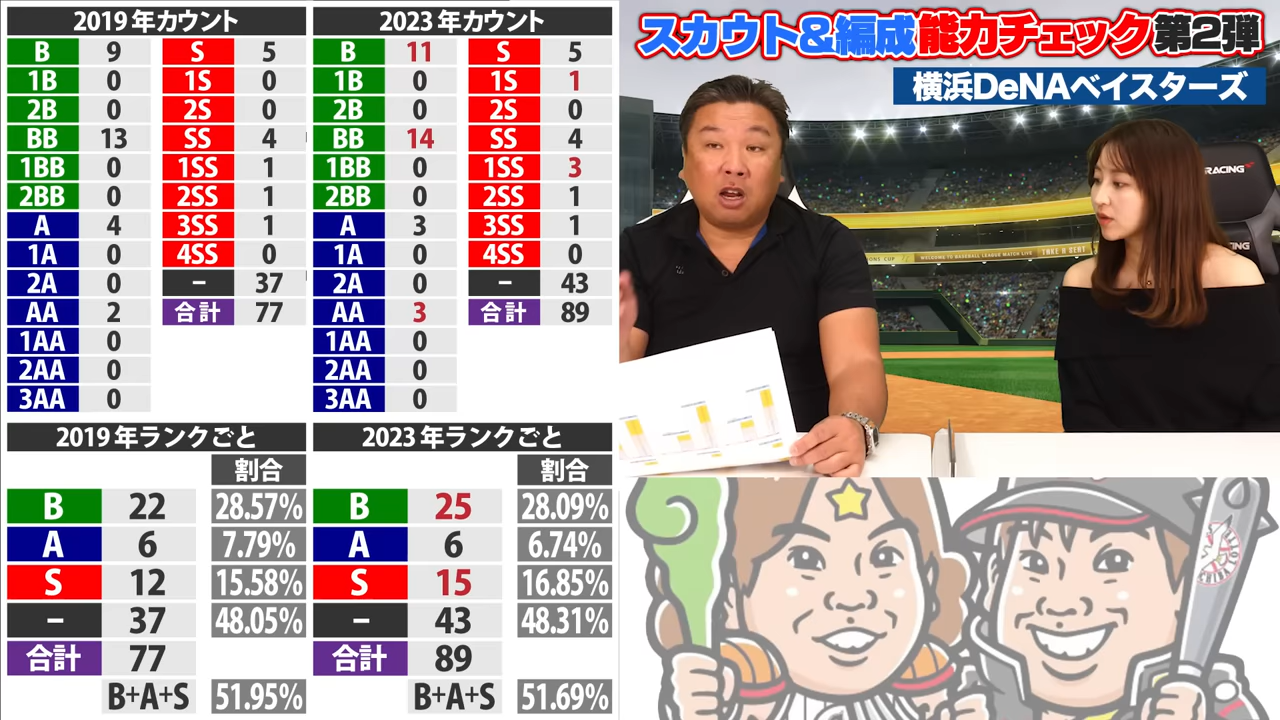 2019年カウント
B 9 S 5
1B 0 1S 0
2B 0 2S 0
BB 13 SS 4
1BB 0 1SS 1
2BB 0 2SS 1
A 4 3SS 1
1A 0 4SS 0
2A 0 − 37
AA 2 合計 77
1AA 0
2AA 0
3AA 0
2023年カウント
B 11 S 5
1B 0 1S 1
2B 0 2S 0
BB 14 SS 4
1BB 0 1SS 3
2BB 0 2SS 1
A 3 3SS 1
1A 0 4SS 0
2A 0 − 43
AA 3 合計 89
1AA 0
2AA 0
3AA 0
2019年ランクごと
割合
B 22 28.57%
A 6 7.79%
S 12 15.58%
− 37 48.05%
合計 77
B+A+S 51.95%
2023年ランクごと
割合
B 25 28.09%
A 6 6.74%
S 15 16.85%
− 43 48.31%
合計 89
B+A+S 51.69%
スカウト&編成能力チェック第2弾
横浜DeNAベイスターズ
RACING
RACING
TAKE A SEAT
WELCOME TO BASEBALL LEAGUE MATCH LIVE